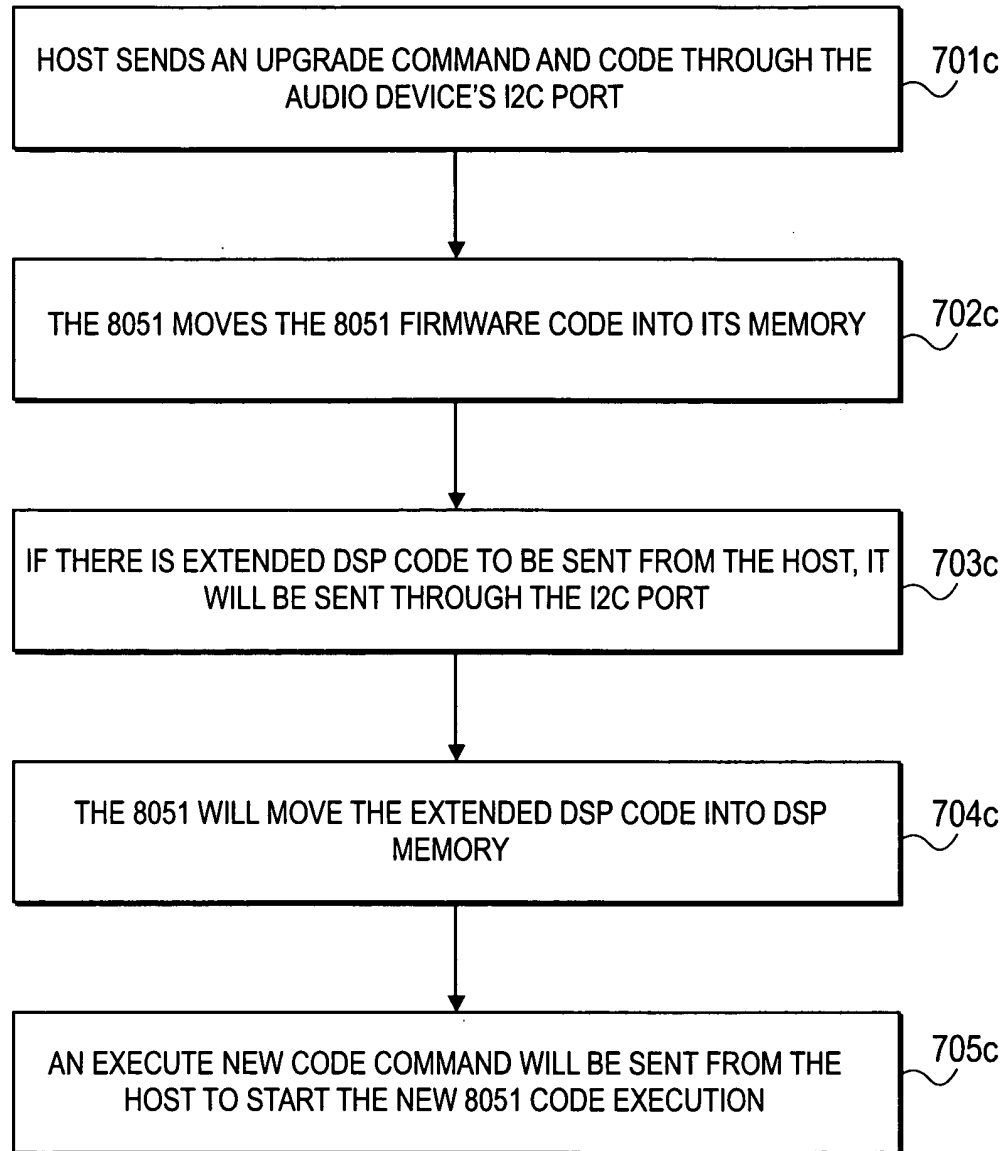 HOST SENDS AN UPGRADE COMMAND AND CODE THROUGH THE
AUDIO DEVICE'S I2C PORT
701c
THE 8051 MOVES THE 8051 FIRMWARE CODE INTO ITS MEMORY
702c
IF THERE IS EXTENDED DSP CODE TO BE SENT FROM THE HOST, IT
WILL BE SENT THROUGH THE I2C PORT
703c
THE 8051 WILL MOVE THE EXTENDED DSP CODE INTO DSP
MEMORY
704c
AN EXECUTE NEW CODE COMMAND WILL BE SENT FROM THE
HOST TO START THE NEW 8051 CODE EXECUTION
705c